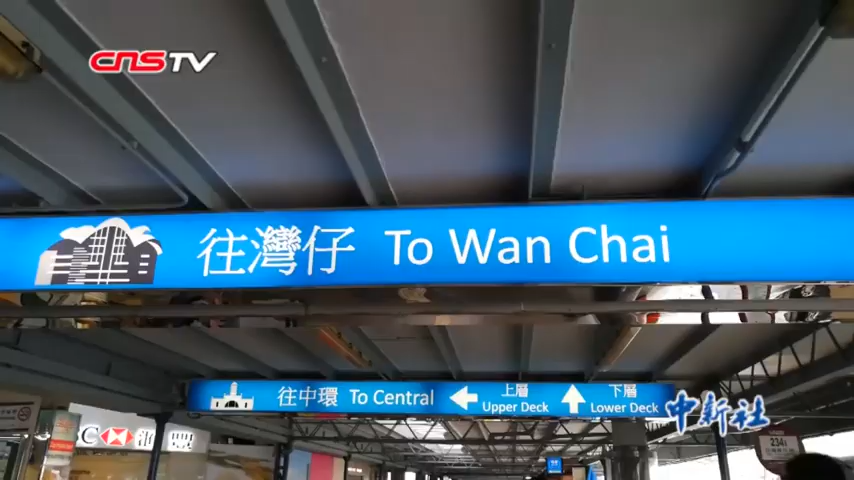 CNSTV
往灣仔 To Wan Chai
往中環 To Central
上層
Upper Deck
下層
Lower Deck
中新社
234